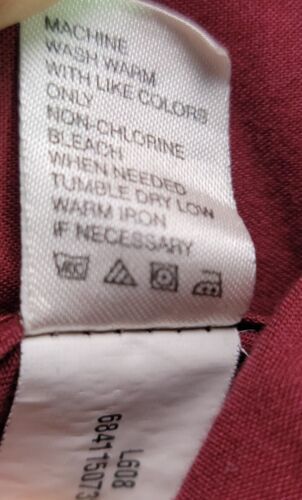 MACHINE
WASH WARM
WITH LIKE COLORS
ONLY
NON-CHLORINE
BLEACH
WHEN NEEDED
TUMBLE DRY LOW
WARM IRON
IF NECESSARY
L608
684115073